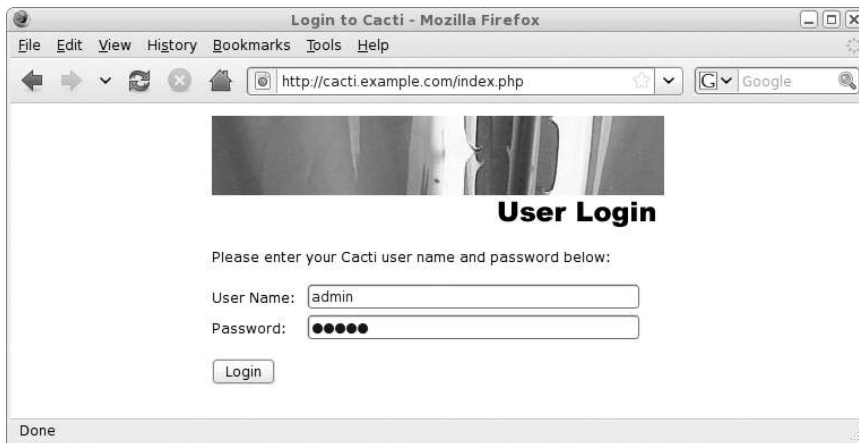 Login to Cacti - Mozilla Firefox
File Edit View History Bookmarks Tools Help
http://cacti.example.com/index.php
G Google
User Login
Please enter your Cacti user name and password below:
User Name: admin
Password: ●●●●●
Login
Done